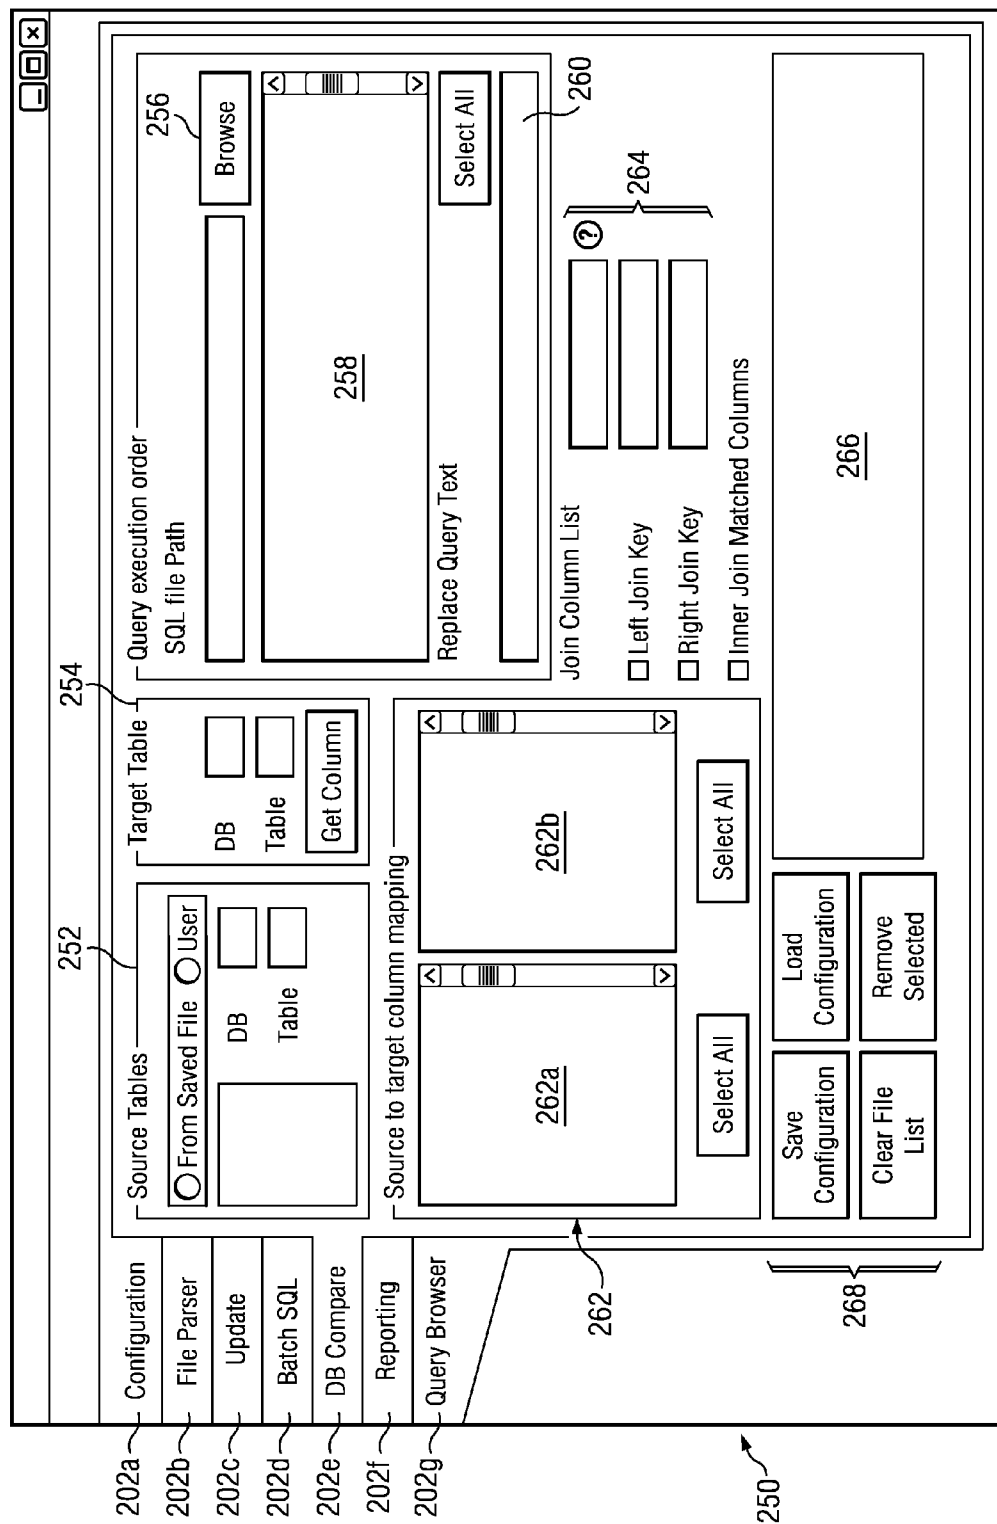 202a
Configuration
202b
File Parser
202c
Update
202d
Batch SQL
202e
DB Compare
202f
Reporting
202g
Query Browser
250
252
Source Tables
From Saved File
User
DB
Table
254
Target Table
DB
Table
Get Column
Query execution order
SQL file Path
256
Browse
258
Replace Query Text
Select All
260
262
Source to target column mapping
262a
262b
Select All
Select All
Join Column List
?
Left Join Key
Right Join Key
Inner Join Matched Columns
264
268
Save
Configuration
Load
Configuration
Clear File
List
Remove
Selected
266